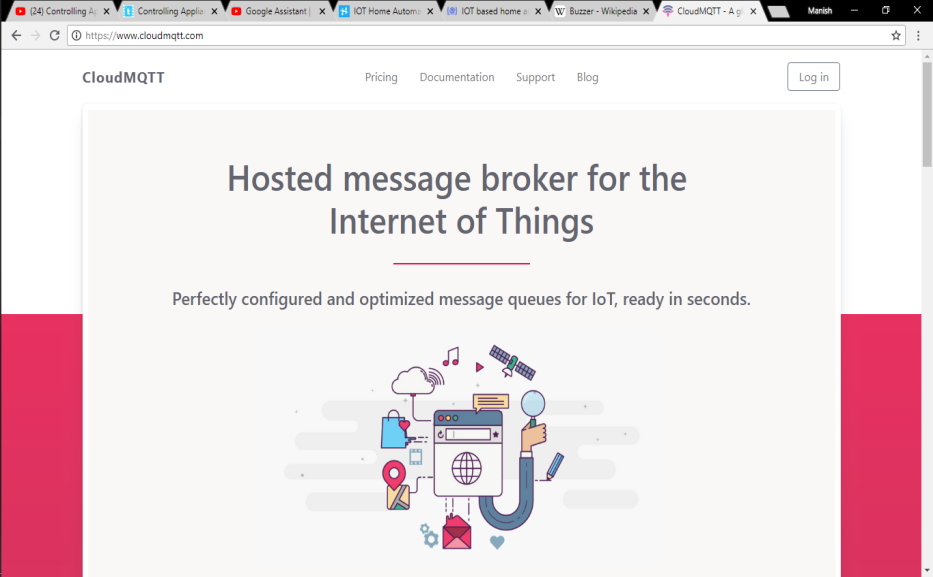 (24) Controlling Ap
Controlling Applia
Google Assistant |
IOT Home Automa
IOT based home a
Buzzer - Wikipedia
CloudMQTT - A gl
Manish
https://www.cloudmqtt.com
CloudMQTT
Pricing
Documentation
Support
Blog
Log in
Hosted message broker for the
Internet of Things
Perfectly configured and optimized message queues for IoT, ready in seconds.